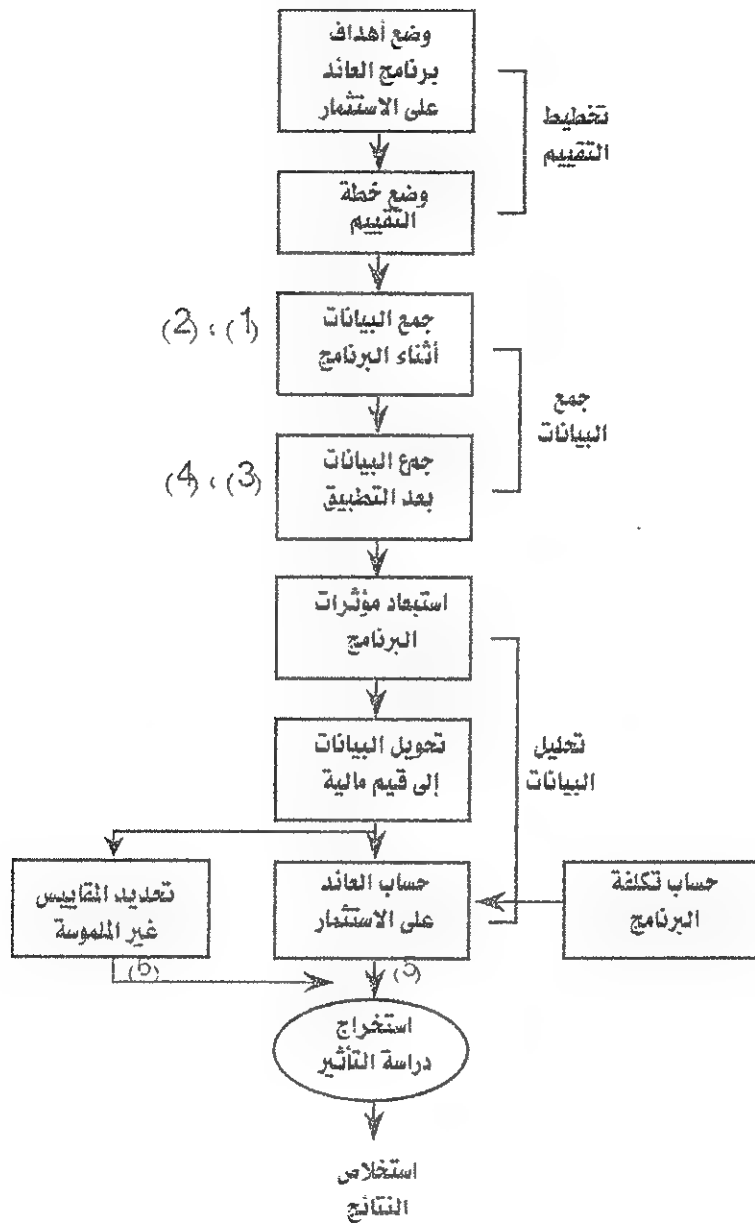 وضع أهداف
برنامج العائد
على الاستثمار
تخطيط
التقييم
وضع خطة
التقييم
جمع البيانات
أثناء البرنامج
(1) ، (2)
جمع
البيانات
جمع البيانات
بعد التطبيق
(3) ، (4)
استبعاد مؤثرات
البرنامج
تحويل البيانات
إلى قيم مالية
تحليل
البيانات
حساب تكلفة
البرنامج
حساب العائد
على الاستثمار
تحديد المقاييس
غير الملموسة
(5)
(6)
استخراج
دراسة التأثير
استخلاص
النتائج